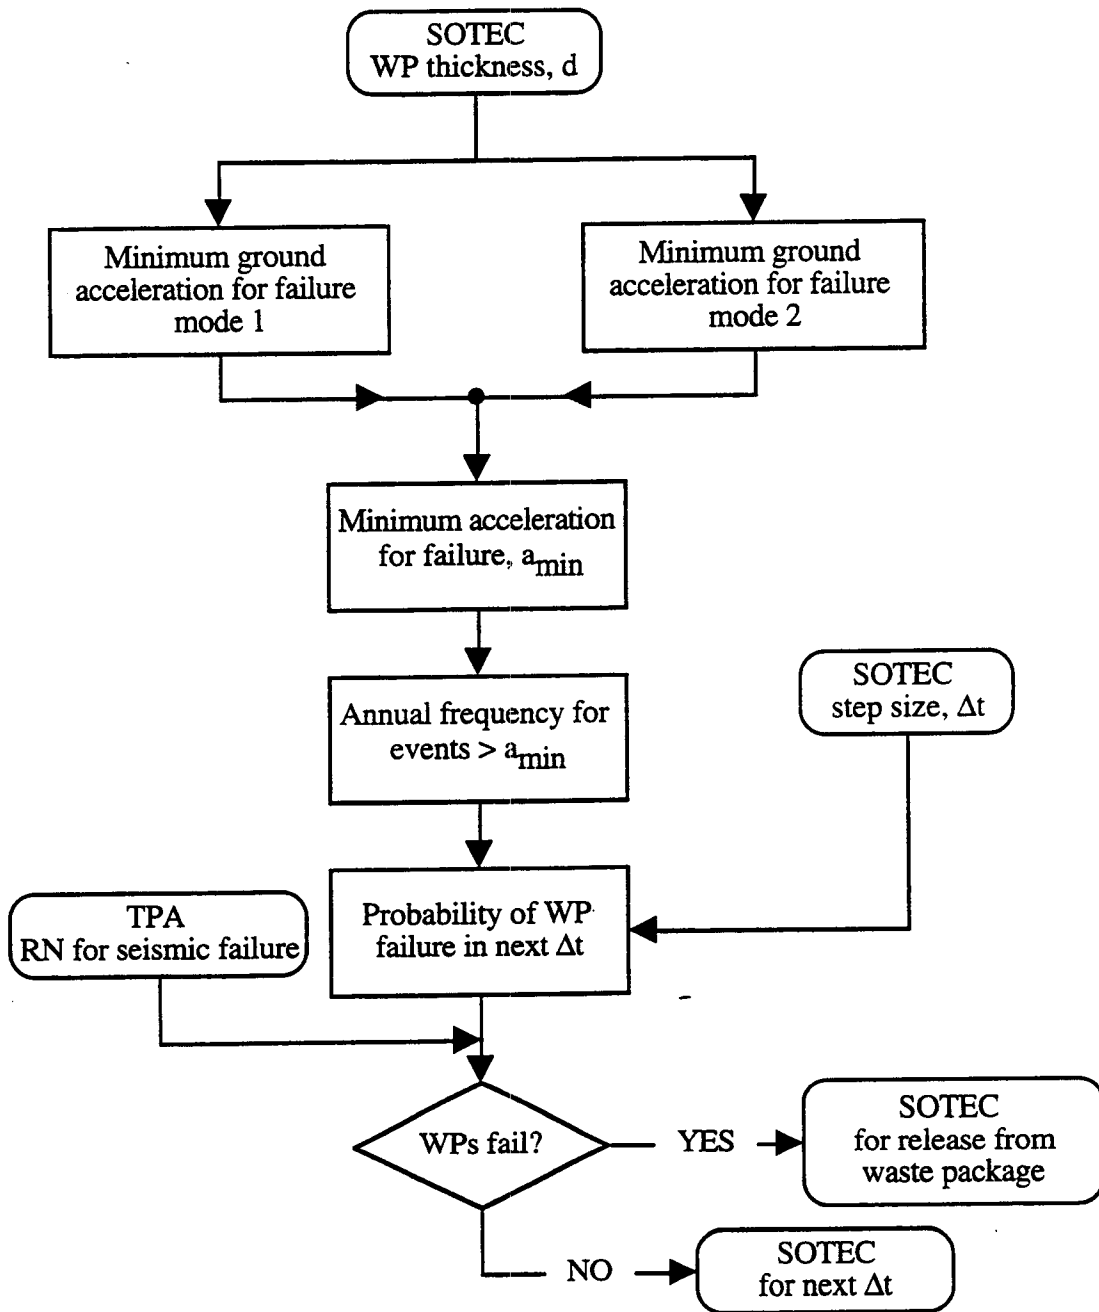 SOTEC
WP thickness, d
Minimum ground
acceleration for failure
mode 1
Minimum ground
acceleration for failure
mode 2
Minimum acceleration
for failure, a_min
Annual frequency for
events > a_min
SOTEC
step size, Δt
TPA
RN for seismic failure
Probability of WP
failure in next Δt
WPs fail?
YES
SOTEC
for release from
waste package
NO
SOTEC
for next Δt